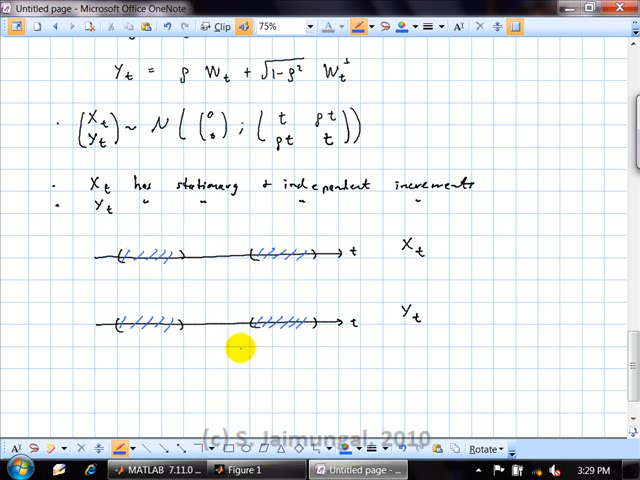 Untitled page - Microsoft Office OneNote
Clip 75%
Y_t = ρ W_t + √(1-ρ²) W_t^⊥
· (X_t Y_t) ~ N ( (0 0) ; (t ρt ρt t) )
· X_t has stationary + independent increments
· Y_t " " " "
t X_t
t Y_t
(c) S. Jaimungal, 2010
Rotate
MATLAB 7.11.0 ... Figure 1 Untitled page - Micr... 3:29 PM